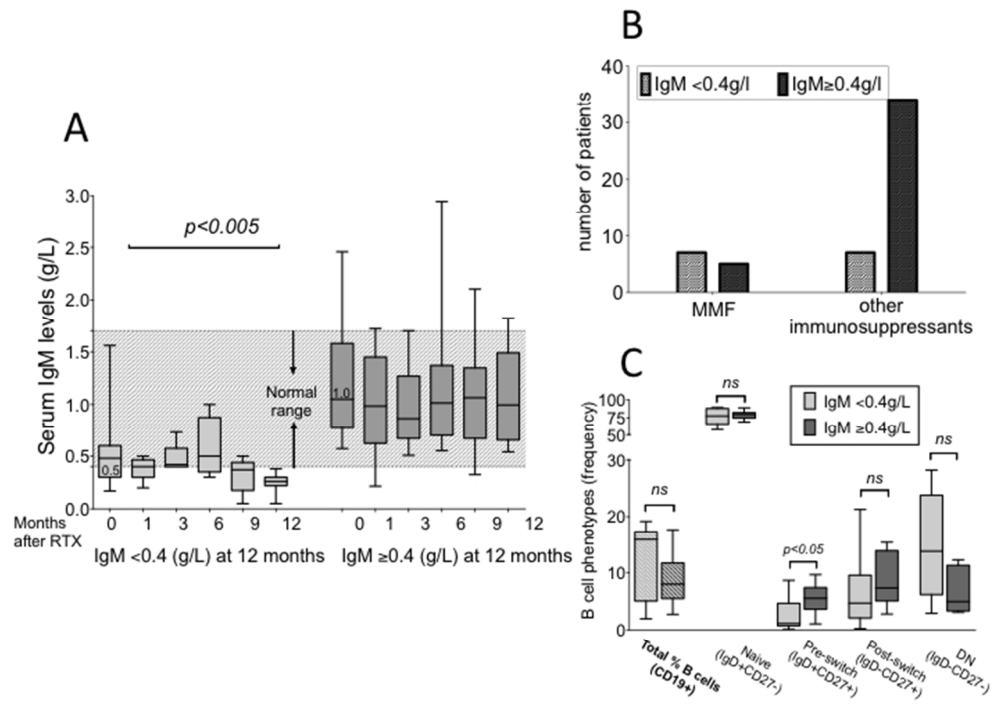 A
Serum IgM levels (g/L)
3.0
2.5
2.0
1.5
1.0
0.5
0.0
p<0.005
Normal
range
0.5
1.0
Months
after RTX
0 1 3 6 9 12 0 1 3 6 9 12
IgM <0.4 (g/L) at 12 months IgM ≥0.4 (g/L) at 12 months
B
number of patients
40
30
20
10
0
IgM <0.4g/l IgM≥0.4g/l
MMF
other
immunosuppressants
C
B cell phenotypes (frequency)
100
75
50
30
20
10
0
IgM <0.4g/L
IgM ≥0.4g/L
ns
ns
p<0.05
ns
ns
Total % B cells
(CD19+)
Naive
(IgD+CD27-)
Pre-switch
(IgD+CD27+)
Post-switch
(IgD-CD27+)
DN
(IgD-CD27-)